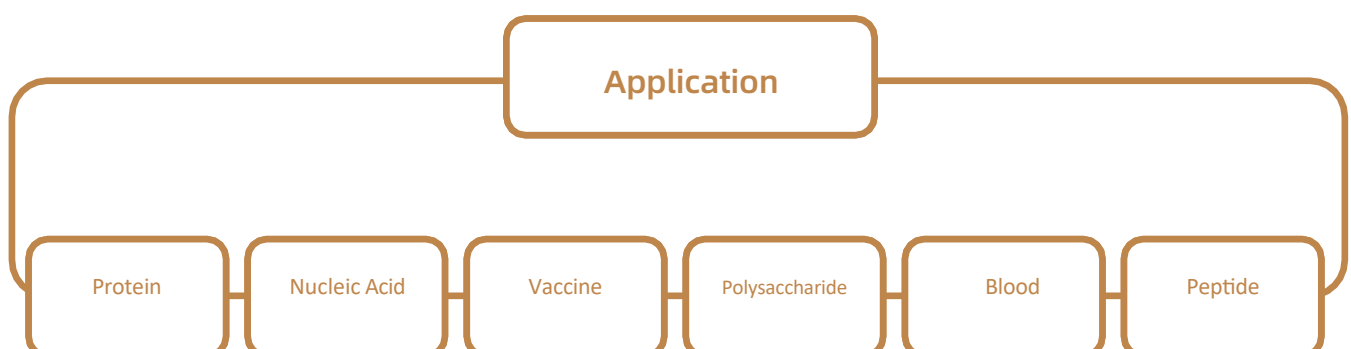 Application
Protein
Nucleic Acid
Vaccine
Polysaccharide
Blood
Peptide